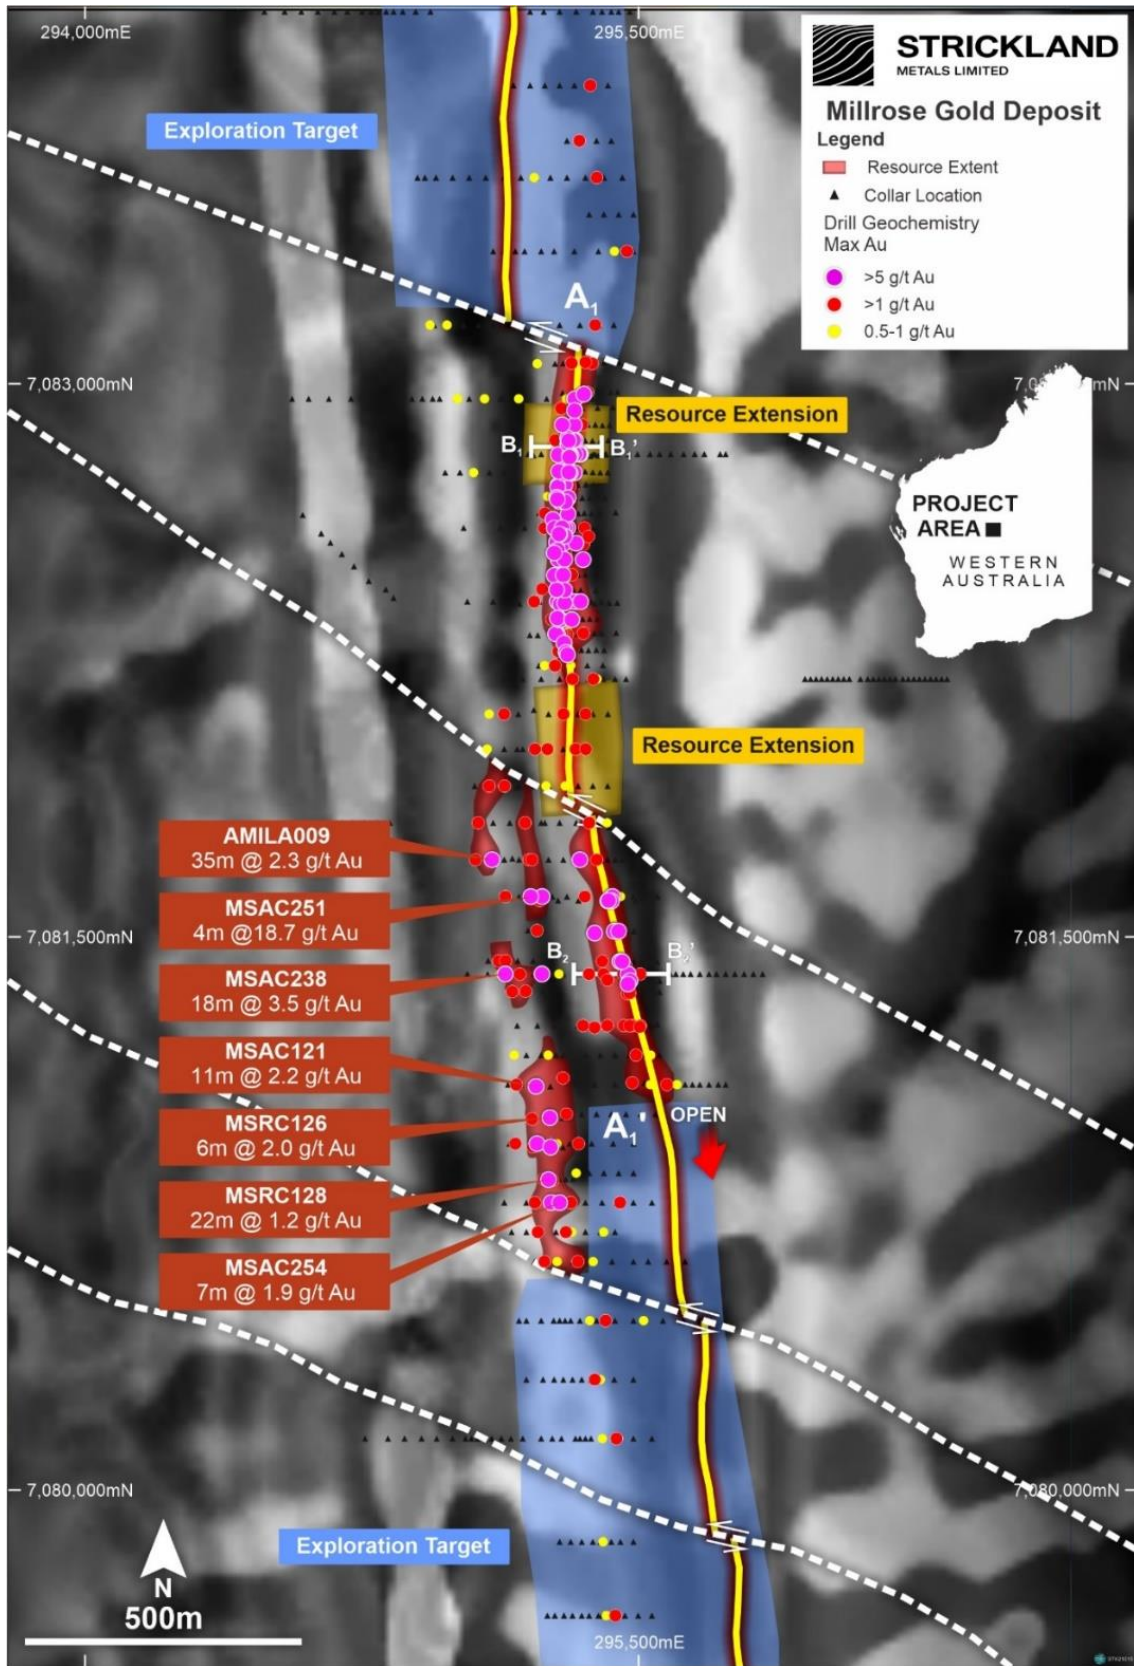 294,000mE
295,500mE
STRICKLAND
METALS LIMITED
Millrose Gold Deposit
Legend
Resource Extent
Collar Location
Drill Geochemistry
Max Au
>5 g/t Au
>1 g/t Au
0.5-1 g/t Au
Exploration Target
A1
7,083,000mN
Resource Extension
B1
B1'
PROJECT
AREA
WESTERN
AUSTRALIA
Resource Extension
AMILA009
35m @ 2.3 g/t Au
MSAC251
4m @18.7 g/t Au
7,081,500mN
7,081,500mN
B2
B2'
MSAC238
18m @ 3.5 g/t Au
MSAC121
11m @ 2.2 g/t Au
MSRC126
6m @ 2.0 g/t Au
A1'
OPEN
MSRC128
22m @ 1.2 g/t Au
MSAC254
7m @ 1.9 g/t Au
7,080,000mN
7,080,000mN
Exploration Target
N
500m
295,500mE